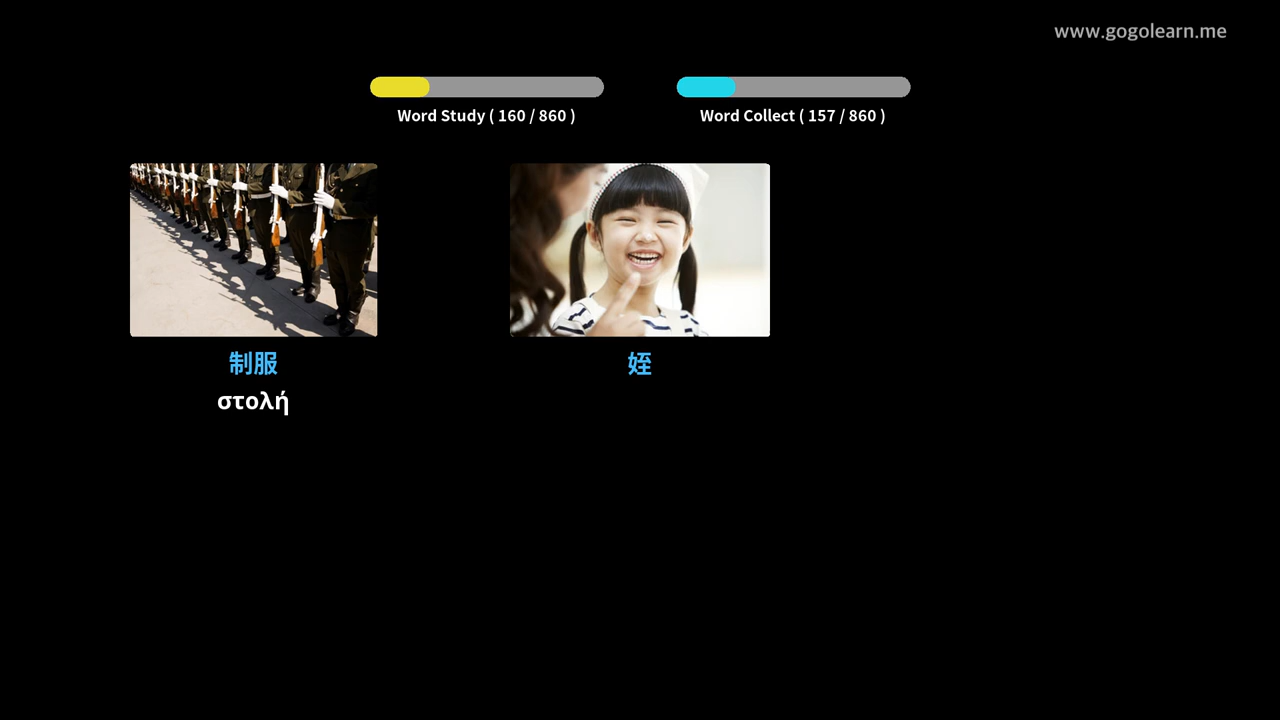 www.gogolearn.me
Word Study ( 160 / 860 )
Word Collect ( 157 / 860 )
制服
στολή
姪